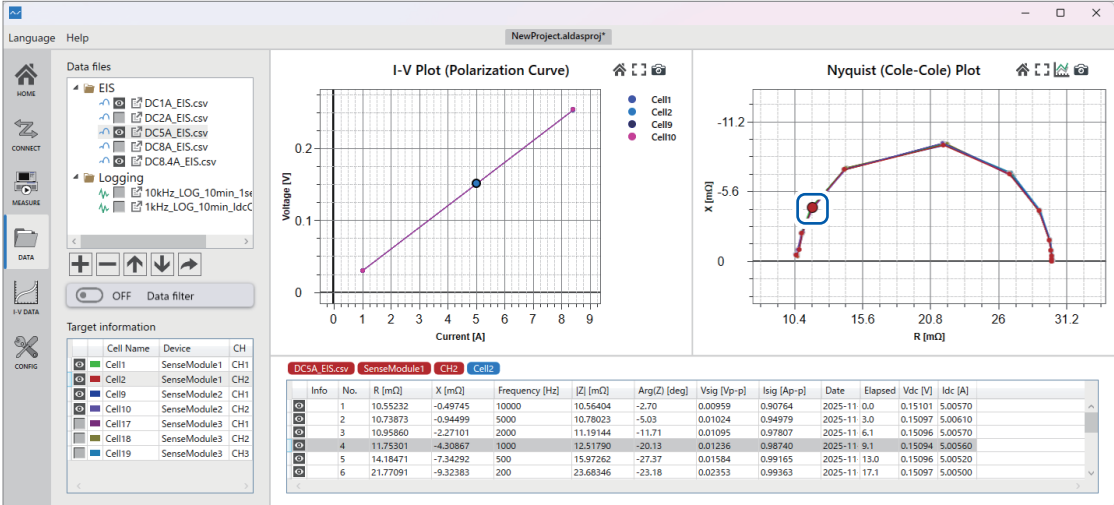 Language Help
NewProject.aldasproj*
HOME
CONNECT
MEASURE
DATA
I-V DATA
CONFIG
Data files
EIS
DC1A_EIS.csv
DC2A_EIS.csv
DC5A_EIS.csv
DC8A_EIS.csv
DC8.4A_EIS.csv
Logging
10kHz_LOG_10min_1se
1kHz_LOG_10min_IdcC
OFF Data filter
Target information
Cell Name Device CH
Cell1 SenseModule1 CH1
Cell2 SenseModule1 CH2
Cell9 SenseModule2 CH1
Cell10 SenseModule2 CH2
Cell17 SenseModule3 CH1
Cell18 SenseModule3 CH2
Cell19 SenseModule3 CH3
I-V Plot (Polarization Curve)
Cell1
Cell2
Cell9
Cell10
Voltage [V]
0.2
0.1
0
0 1 2 3 4 5 6 7 8 9
Current [A]
Nyquist (Cole-Cole) Plot
X [mΩ]
-11.2
-5.6
0
10.4 15.6 20.8 26 31.2
R [mΩ]
DC5A_EIS.csv SenseModule1 CH2 Cell2
Info No. R [mΩ] X [mΩ] Frequency [Hz] |Z| [mΩ] Arg(Z) [deg] Vsig [Vp-p] Isig [Ap-p] Date Elapsed Vdc [V] Idc [A]
1 10.55232 -0.49745 10000 10.56404 -2.70 0.00959 0.90764 2025-11- 0.0 0.15101 5.00570
2 10.73873 -0.94499 5000 10.78023 -5.03 0.01024 0.94979 2025-11- 3.0 0.15097 5.00610
3 10.95860 -2.27101 2000 11.19144 -11.71 0.01095 0.97807 2025-11- 6.1 0.15096 5.00570
4 11.75301 -4.30867 1000 12.51790 -20.13 0.01236 0.98740 2025-11- 9.1 0.15094 5.00560
5 14.18471 -7.34292 500 15.97262 -27.37 0.01584 0.99165 2025-11- 13.0 0.15095 5.00520
6 21.77091 -9.32383 200 23.68346 -23.18 0.02353 0.99363 2025-11- 17.1 0.15097 5.00500